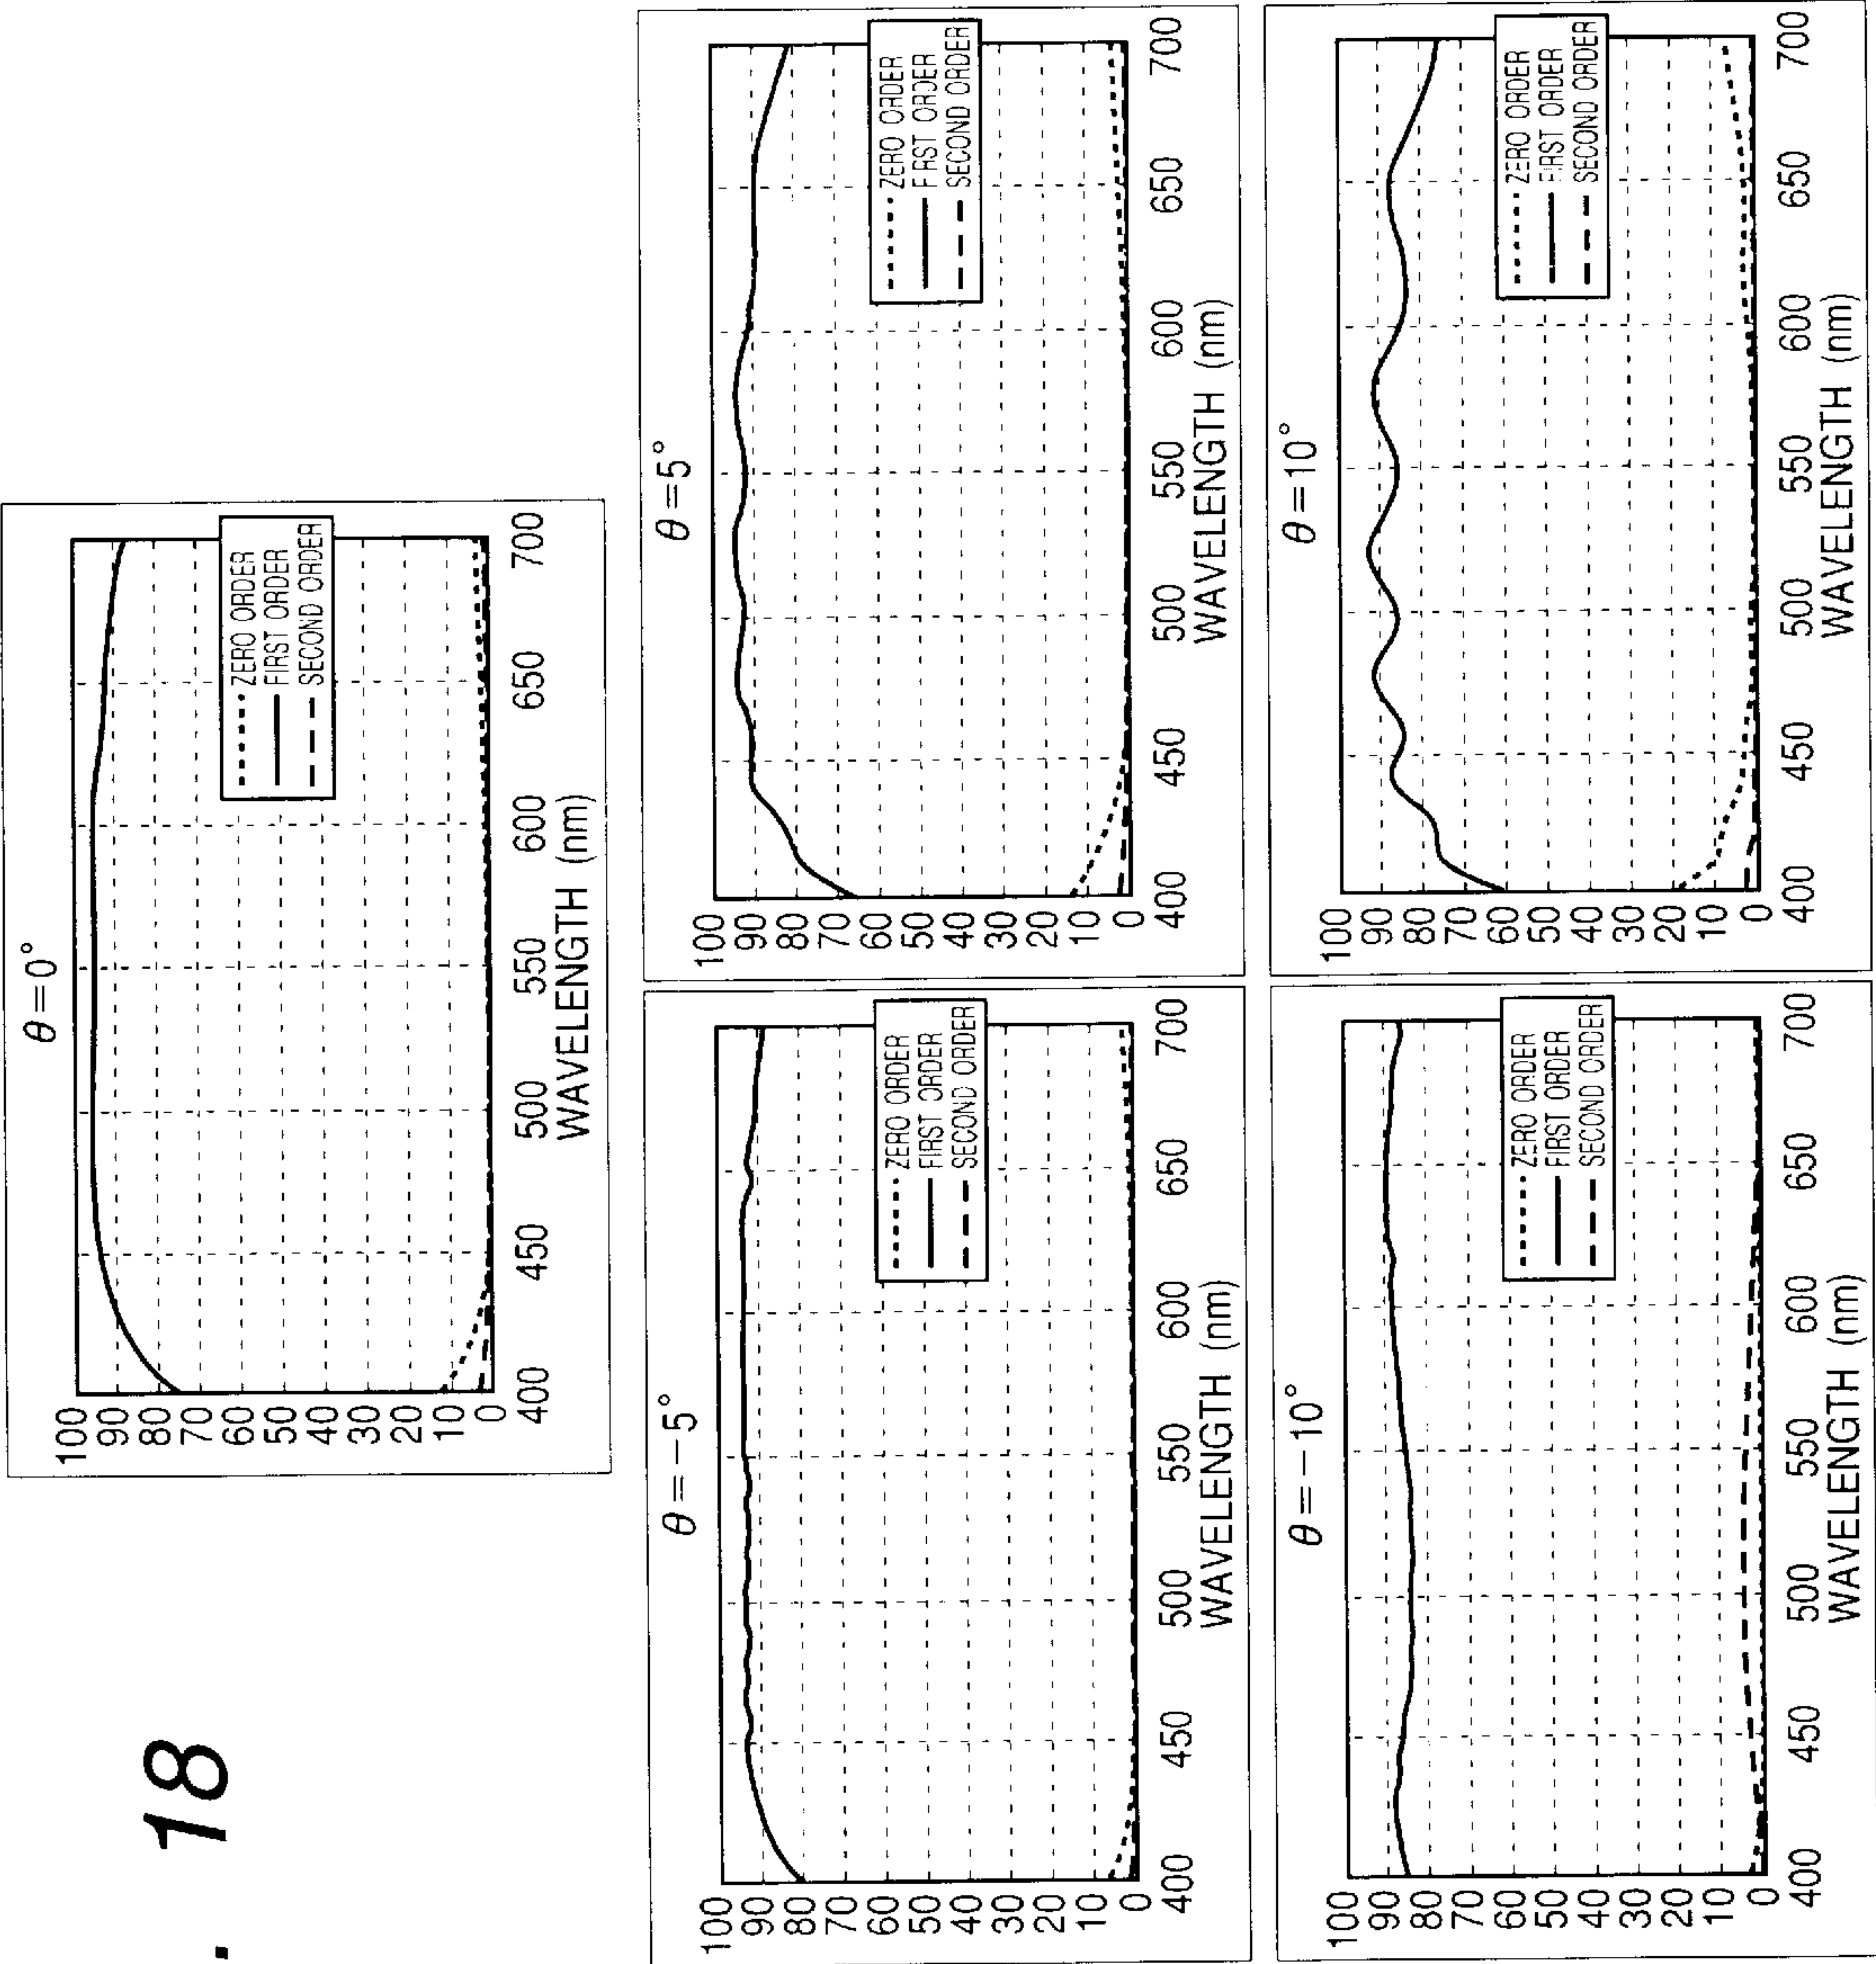 . 18
θ=0°
100
90
80
70
60
50
40
30
20
10
0
ZERO ORDER
FIRST ORDER
SECOND ORDER
400 450 500 550 600 650 700
WAVELENGTH (nm)
θ=−5°
100
90
80
70
60
50
40
30
20
10
0
ZERO ORDER
FIRST ORDER
SECOND ORDER
400 450 500 550 600 650 700
WAVELENGTH (nm)
θ=5°
100
90
80
70
60
50
40
30
20
10
0
ZERO ORDER
FIRST ORDER
SECOND ORDER
400 450 500 550 600 650 700
WAVELENGTH (nm)
θ=−10°
100
90
80
70
60
50
40
30
20
10
0
ZERO ORDER
FIRST ORDER
SECOND ORDER
400 450 500 550 600 650 700
WAVELENGTH (nm)
θ=10°
100
90
80
70
60
50
40
30
20
10
0
ZERO ORDER
FIRST ORDER
SECOND ORDER
400 450 500 550 600 650 700
WAVELENGTH (nm)